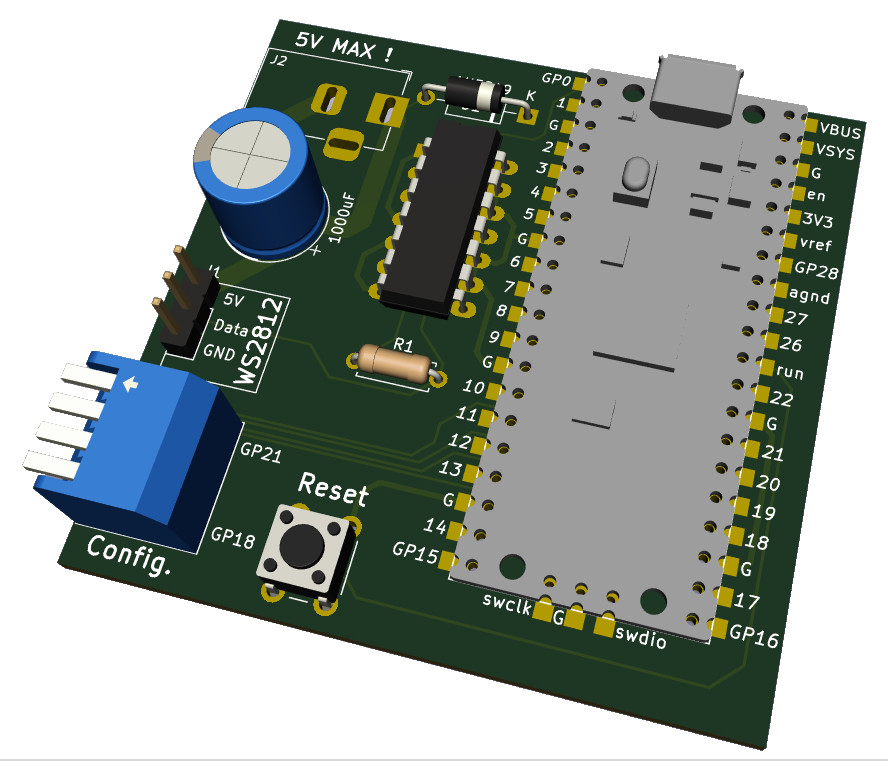 5V MAX !
J2
K
1000uF
+
J1
5V
Data
GND
WS2812
R1
GP21
GP18
Config.
Reset
GP0
1
G
2
3
4
5
G
6
7
8
9
G
10
11
12
13
G
14
GP15
VBUS
VSYS
G
en
3V3
vref
GP28
agnd
27
26
run
22
G
21
20
19
18
G
17
GP16
swclk
G
swdio